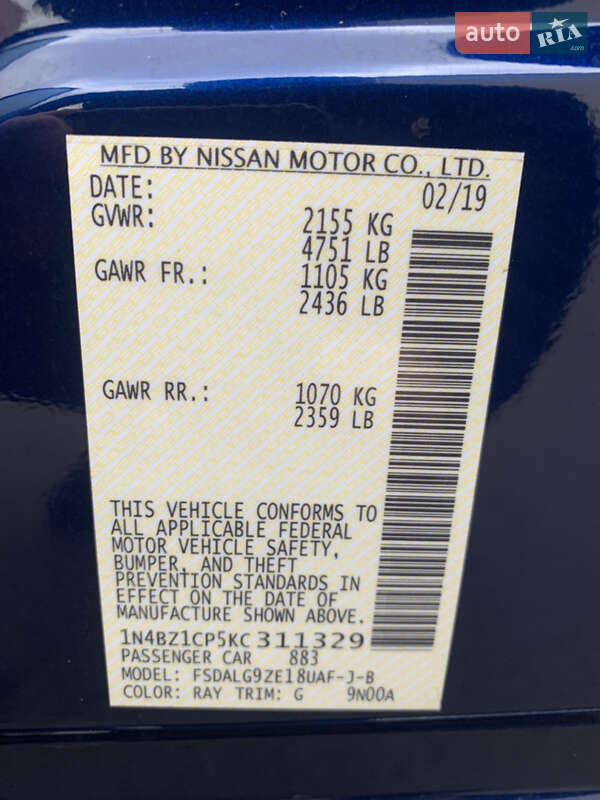 auto RIA.com
MFD BY NISSAN MOTOR CO., LTD.
DATE: 02/19
GVWR: 2155 KG
4751 LB
GAWR FR.: 1105 KG
2436 LB
GAWR RR.: 1070 KG
2359 LB
THIS VEHICLE CONFORMS TO
ALL APPLICABLE FEDERAL
MOTOR VEHICLE SAFETY,
BUMPER, AND THEFT
PREVENTION STANDARDS IN
EFFECT ON THE DATE OF
MANUFACTURE SHOWN ABOVE.
1N4BZ1CP5KC311329
PASSENGER CAR 883
MODEL: FSDALG9ZE18UAF-J-B
COLOR: RAY TRIM: G 9N00A